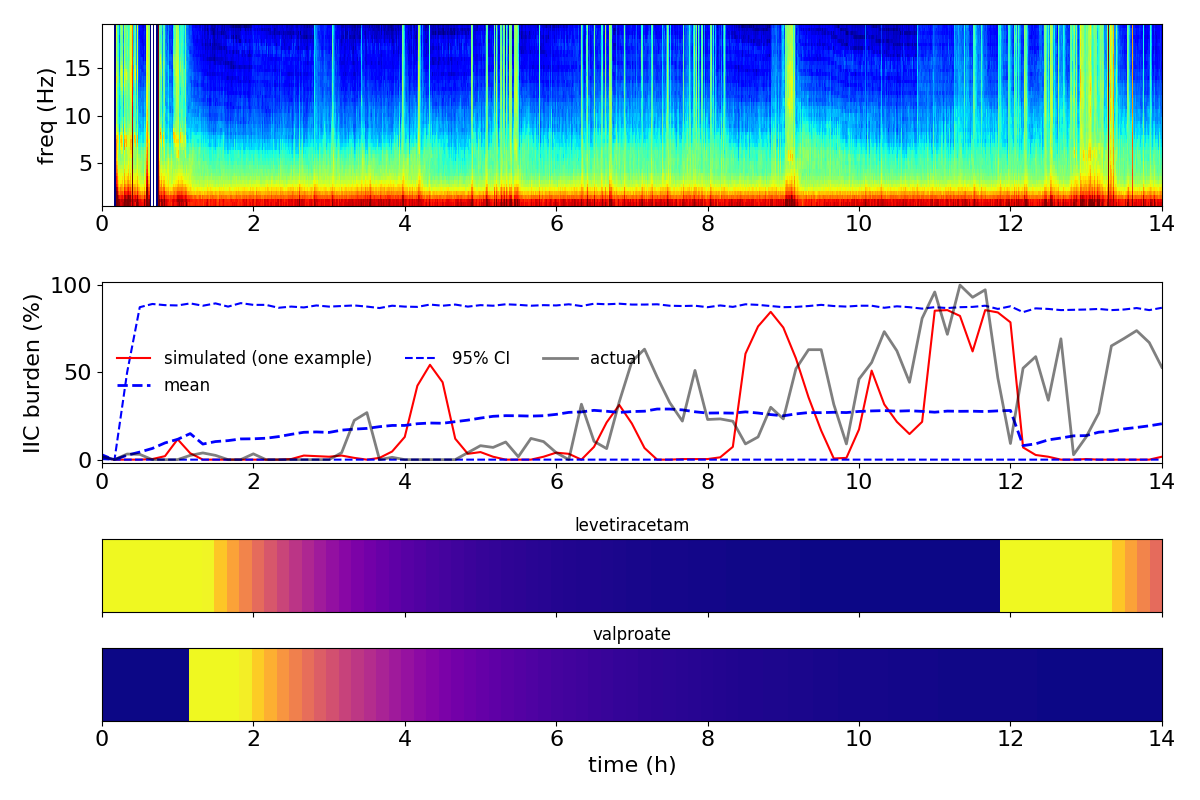 freq (Hz)
15
10
5
0 2 4 6 8 10 12 14
IIC burden (%)
100
50
0
simulated (one example) 95% CI actual
mean
0 2 4 6 8 10 12 14
levetiracetam
valproate
0 2 4 6 8 10 12 14
time (h)